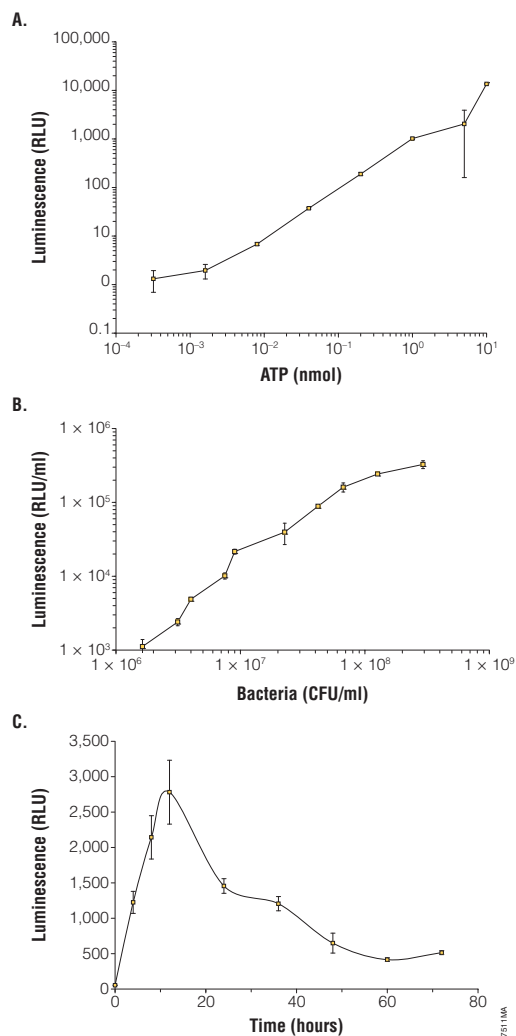 A.
Luminescence (RLU)
100,000
10,000
1,000
100
10
0
0.1
10⁻⁴ 10⁻³ 10⁻² 10⁻¹ 10⁰ 10¹
ATP (nmol)
B.
Luminescence (RLU/ml)
1 × 10⁶
1 × 10⁵
1 × 10⁴
1 × 10³
1 × 10⁶ 1 × 10⁷ 1 × 10⁸ 1 × 10⁹
Bacteria (CFU/ml)
C.
Luminescence (RLU)
3,500
3,000
2,500
2,000
1,500
1,000
500
0
0 20 40 60 80
Time (hours)
7511MA